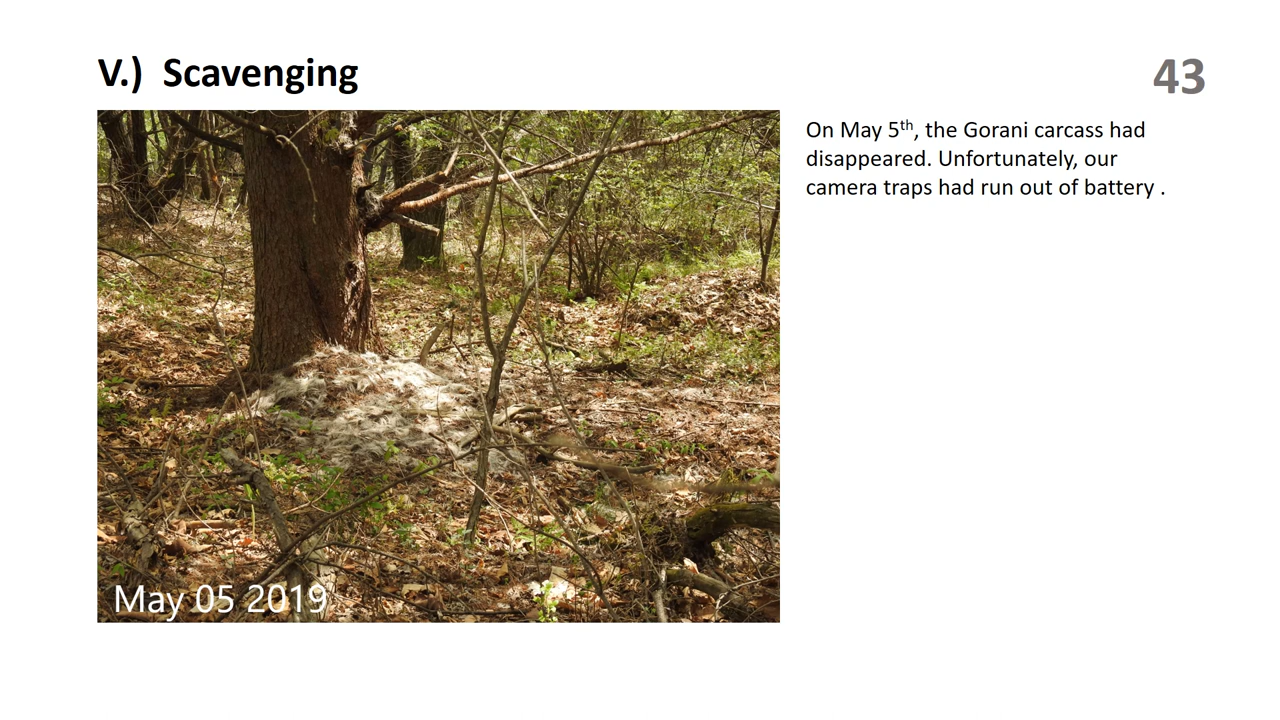 V.) Scavenging
43
On May 5th, the Gorani carcass had
disappeared. Unfortunately, our
camera traps had run out of battery .
May 05 2019